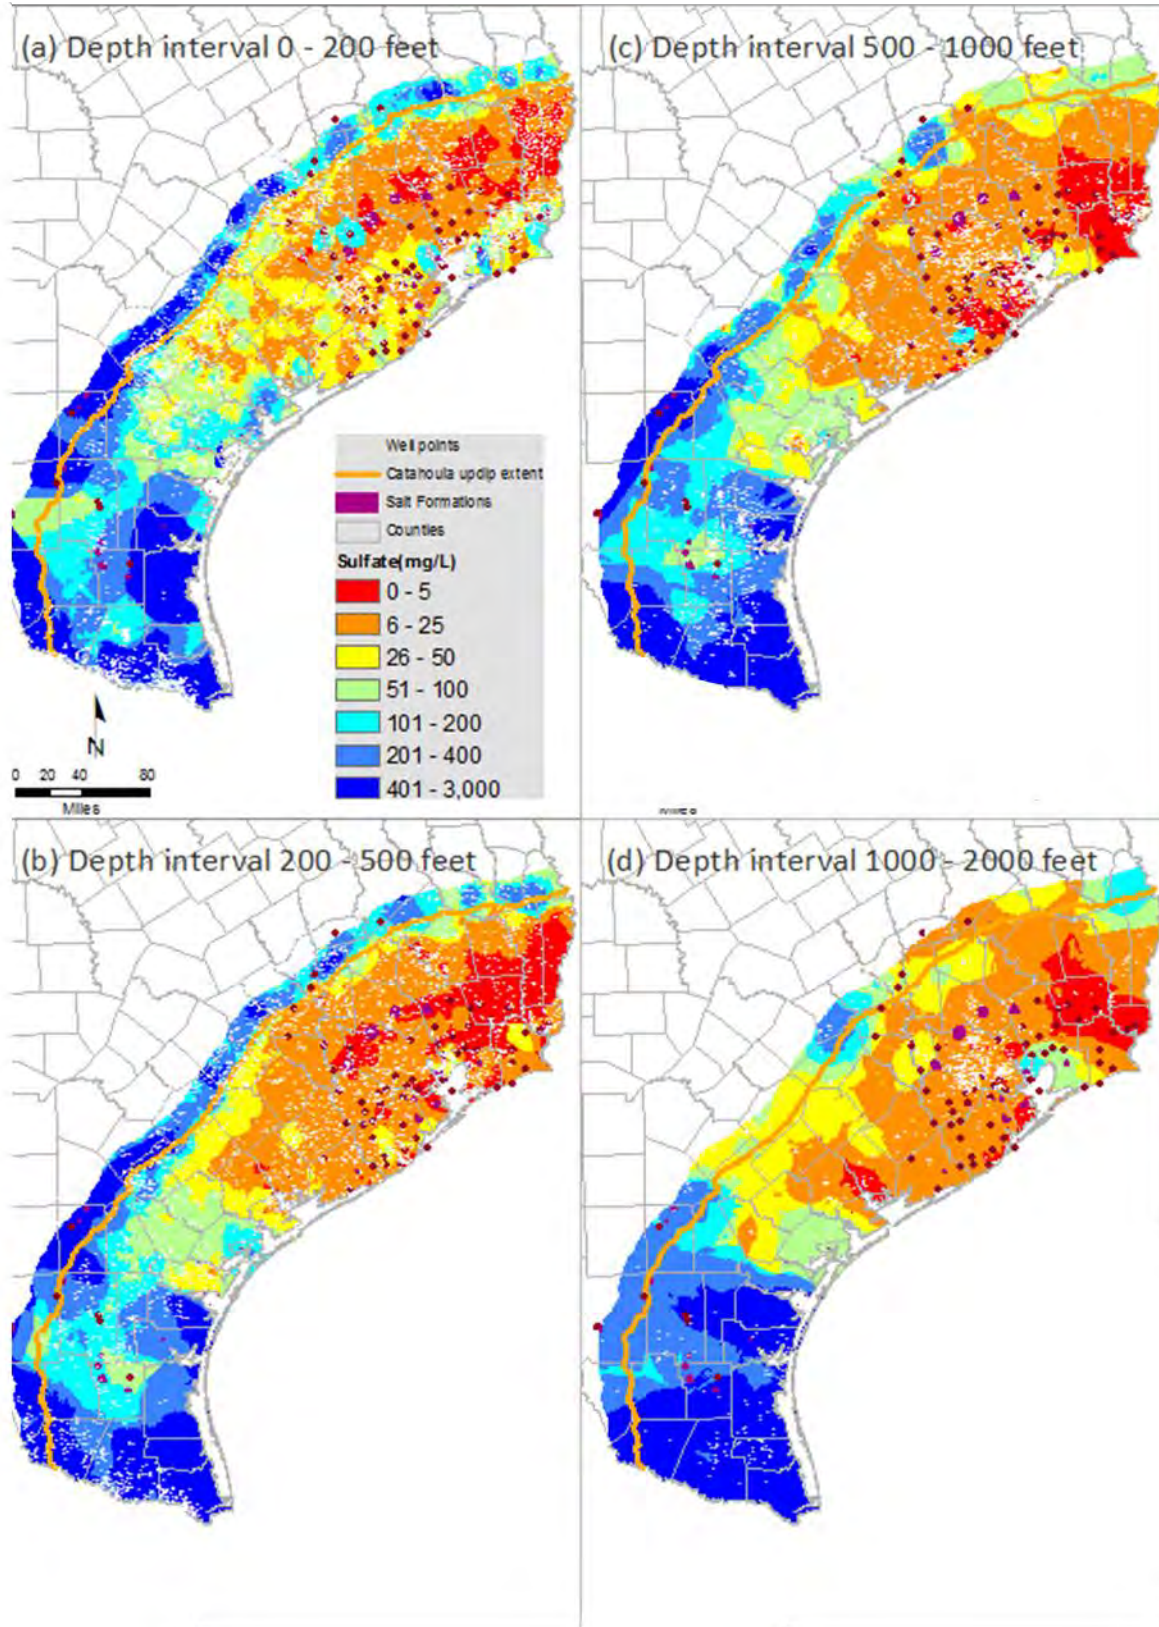 (a) Depth interval 0 - 200 feet
(c) Depth interval 500 - 1000 feet
Well points
Catahoula updip extent
Salt Formations
Counties
Sulfate(mg/L)
0 - 5
6 - 25
26 - 50
51 - 100
101 - 200
201 - 400
401 - 3,000
N
0 20 40 80
Miles
(b) Depth interval 200 - 500 feet
(d) Depth interval 1000 - 2000 feet